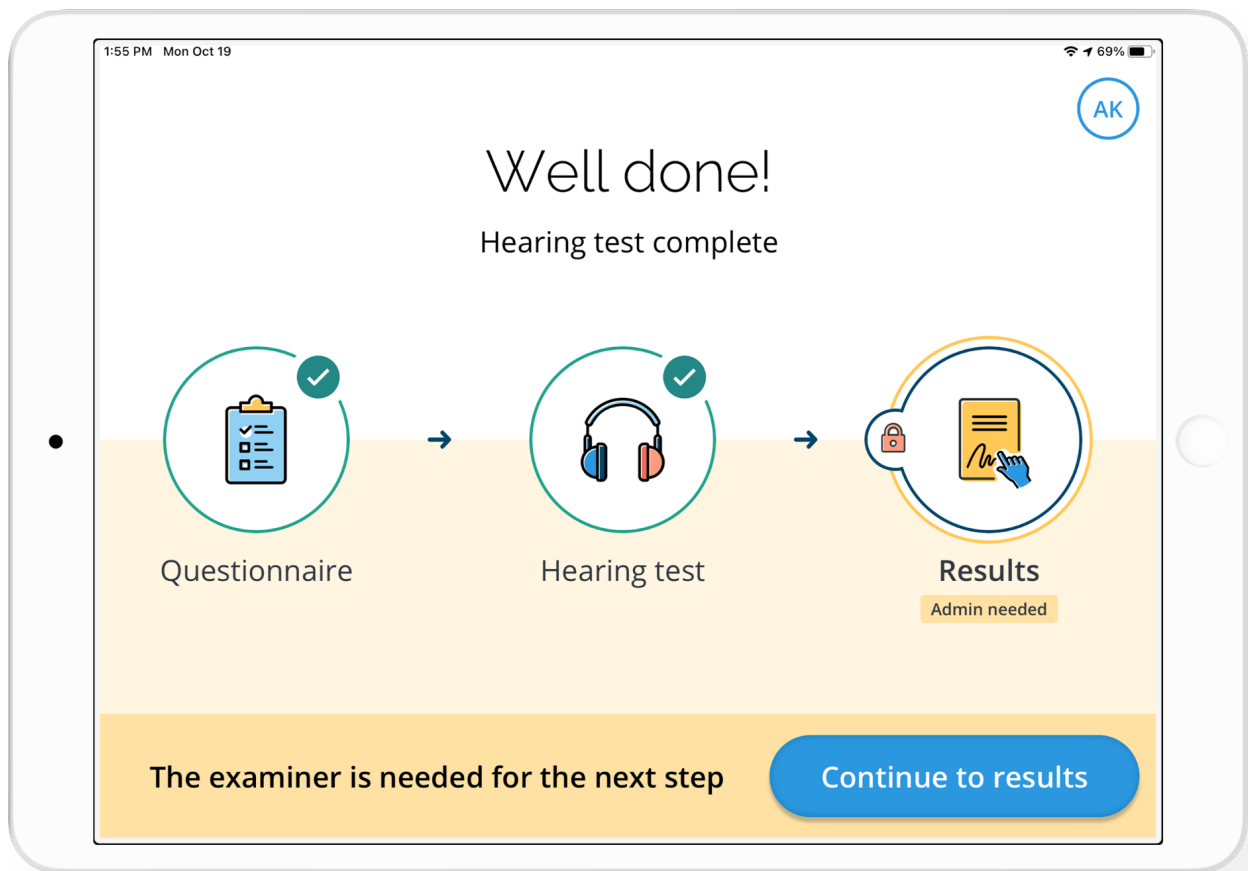 1:55 PM Mon Oct 19
69%
AK
Well done!
Hearing test complete
Questionnaire
Hearing test
Results
Admin needed
The examiner is needed for the next step
Continue to results